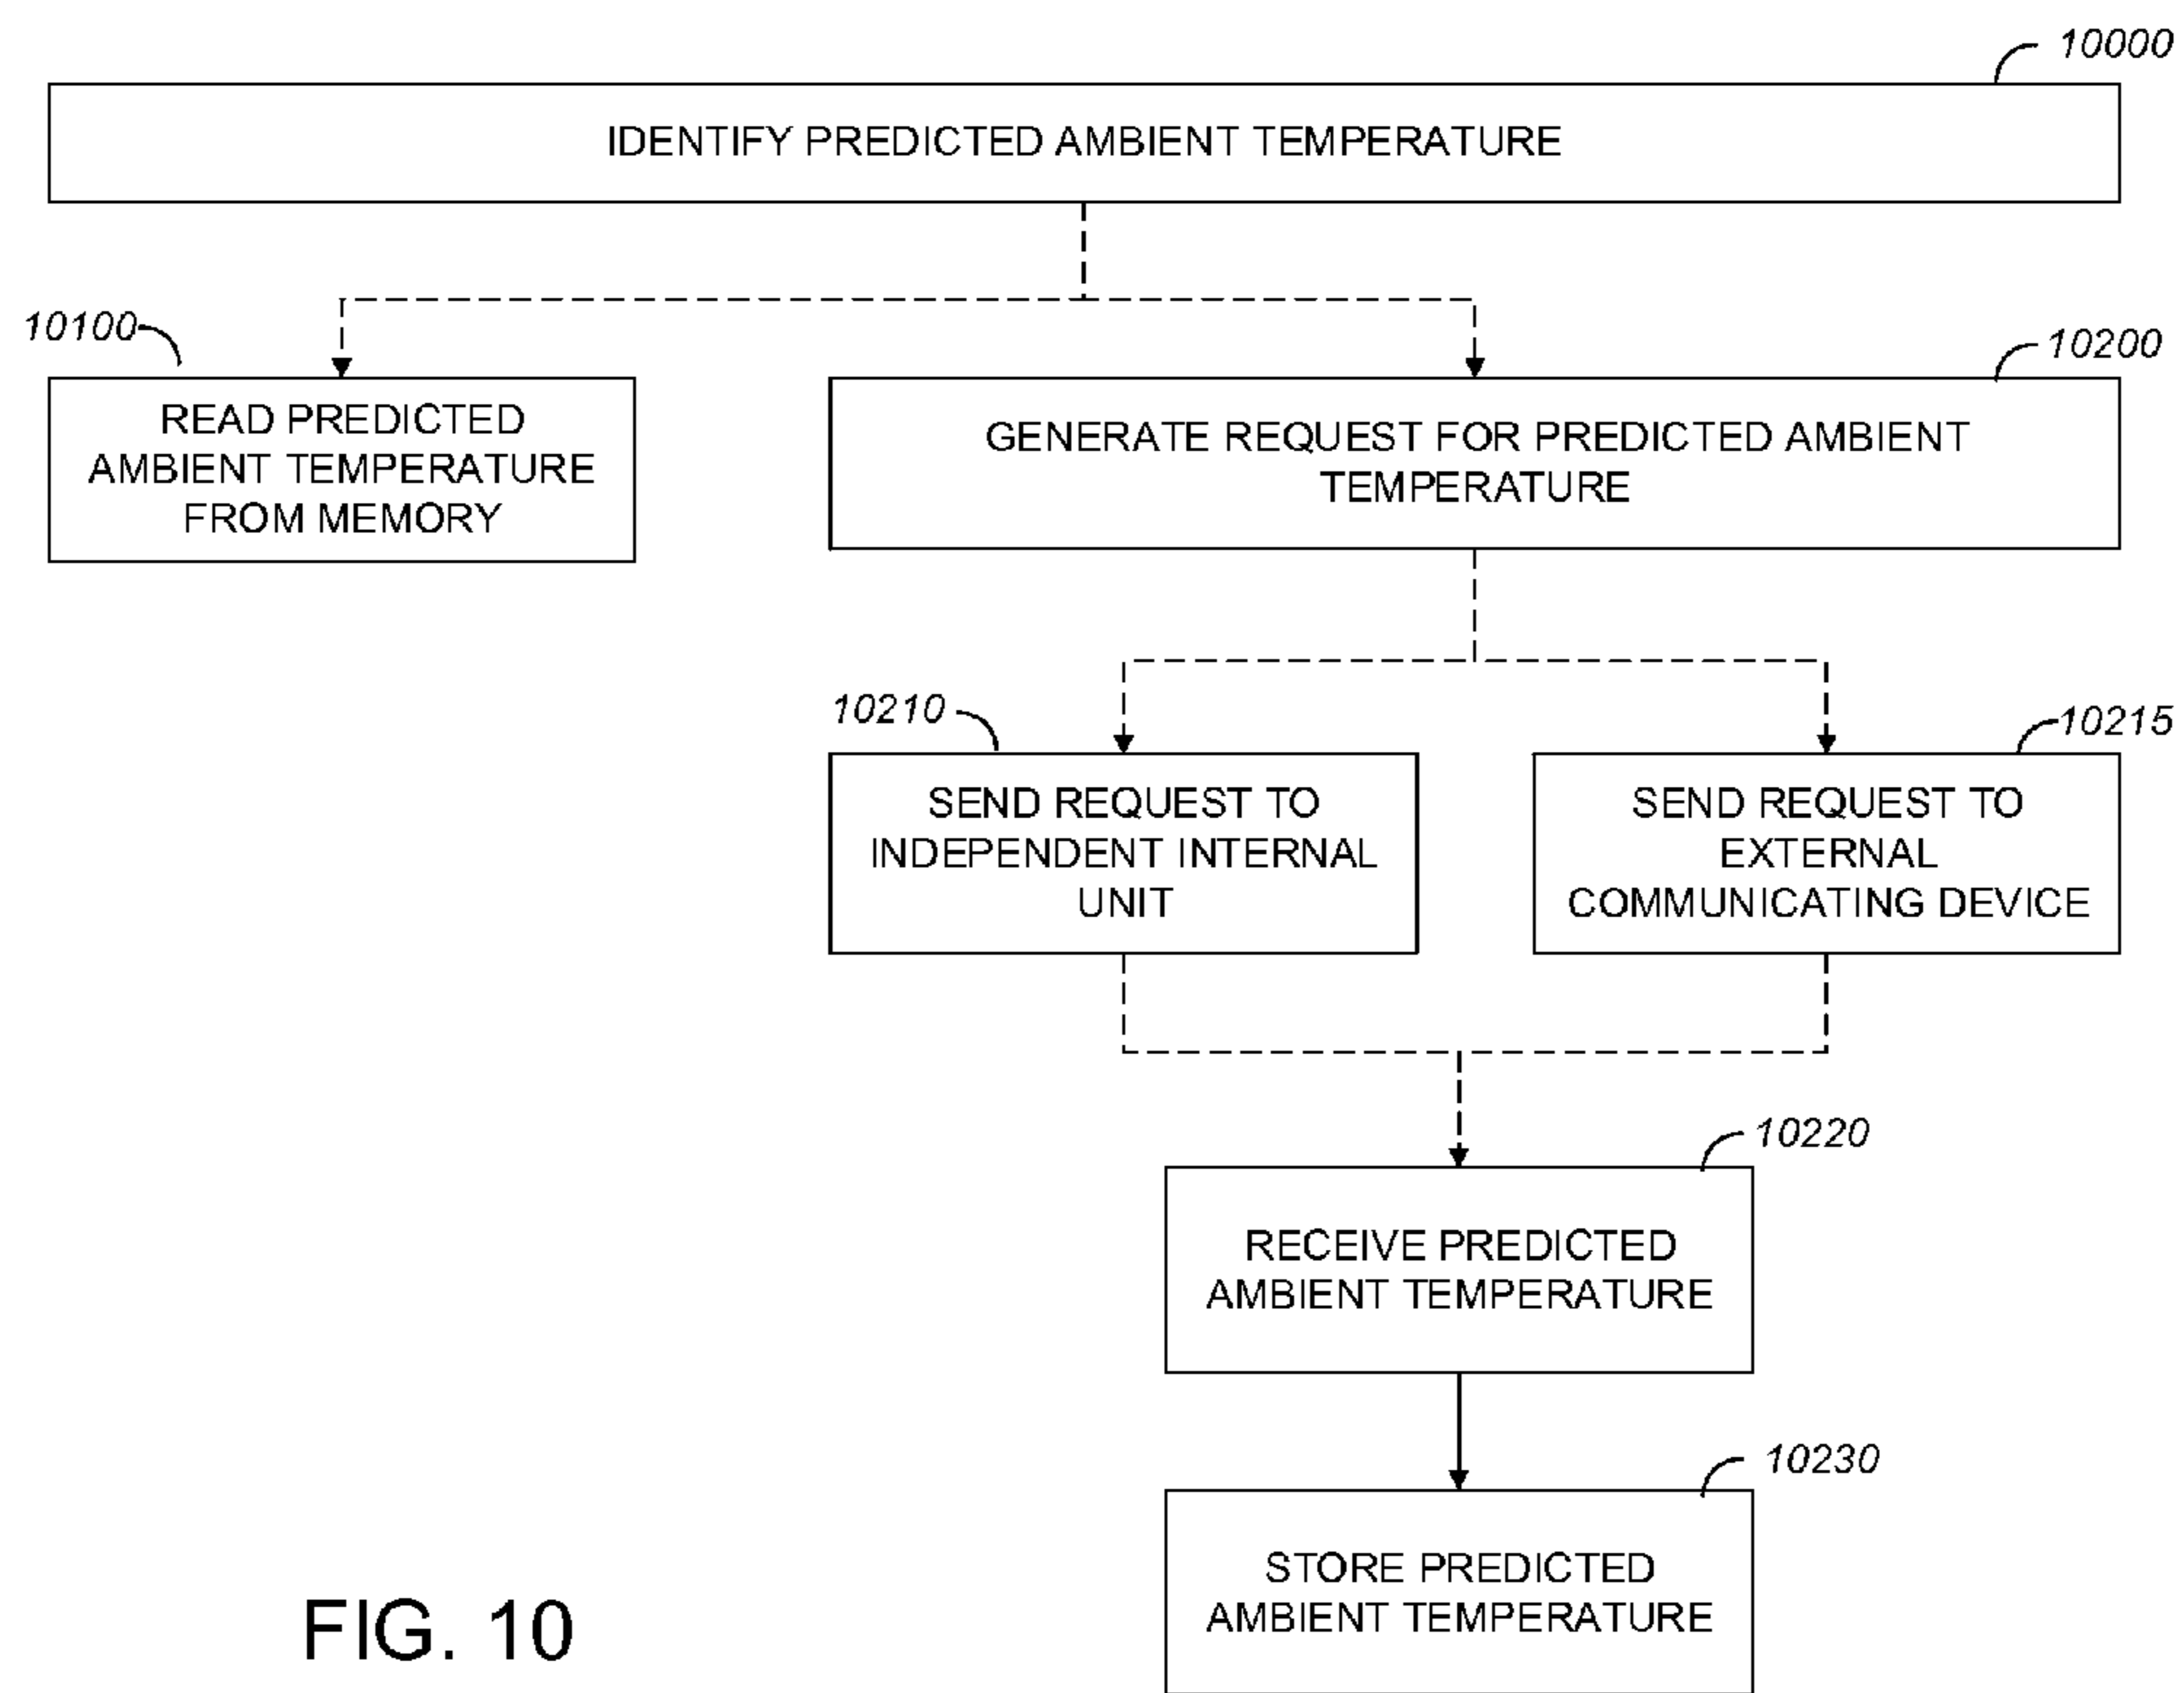 10000
IDENTIFY PREDICTED AMBIENT TEMPERATURE
10100
READ PREDICTED
AMBIENT TEMPERATURE
FROM MEMORY
10200
GENERATE REQUEST FOR PREDICTED AMBIENT
TEMPERATURE
10210
SEND REQUEST TO
INDEPENDENT INTERNAL
UNIT
10215
SEND REQUEST TO
EXTERNAL
COMMUNICATING DEVICE
10220
RECEIVE PREDICTED
AMBIENT TEMPERATURE
10230
STORE PREDICTED
AMBIENT TEMPERATURE
FIG. 10